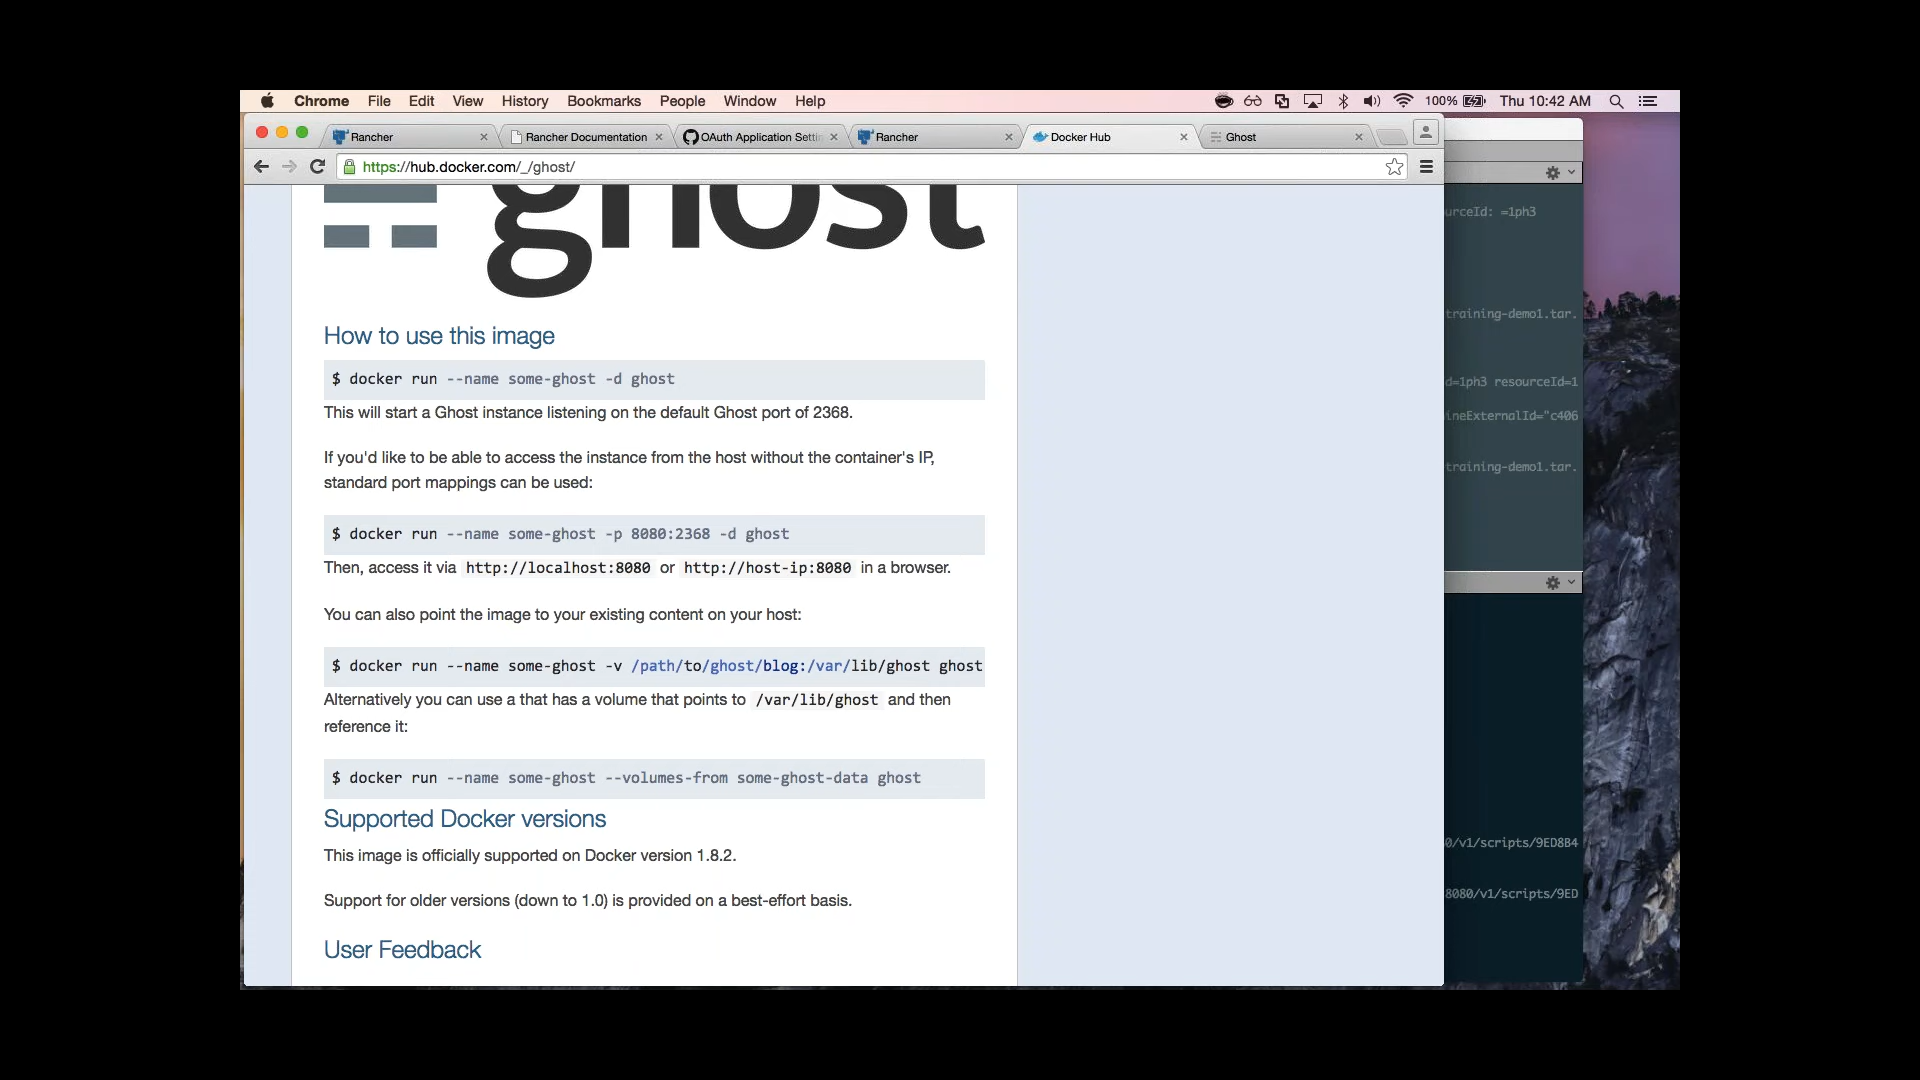 Chrome File Edit View History Bookmarks People Window Help 100% Thu 10:42 AM
Rancher Rancher Documentation OAuth Application Setti Rancher Docker Hub Ghost
https://hub.docker.com/_/ghost/
ghost
How to use this image
$ docker run --name some-ghost -d ghost
This will start a Ghost instance listening on the default Ghost port of 2368.
If you'd like to be able to access the instance from the host without the container's IP,
standard port mappings can be used:
$ docker run --name some-ghost -p 8080:2368 -d ghost
Then, access it via http://localhost:8080 or http://host-ip:8080 in a browser.
You can also point the image to your existing content on your host:
$ docker run --name some-ghost -v /path/to/ghost/blog:/var/lib/ghost ghost
Alternatively you can use a that has a volume that points to /var/lib/ghost and then
reference it:
$ docker run --name some-ghost --volumes-from some-ghost-data ghost
Supported Docker versions
This image is officially supported on Docker version 1.8.2.
Support for older versions (down to 1.0) is provided on a best-effort basis.
User Feedback
urceId: =1ph3
training-demo1.tar.
d=1ph3 resourceId=1
ineExternalId="c406
training-demo1.tar.
0/v1/scripts/9ED8B4
8080/v1/scripts/9ED